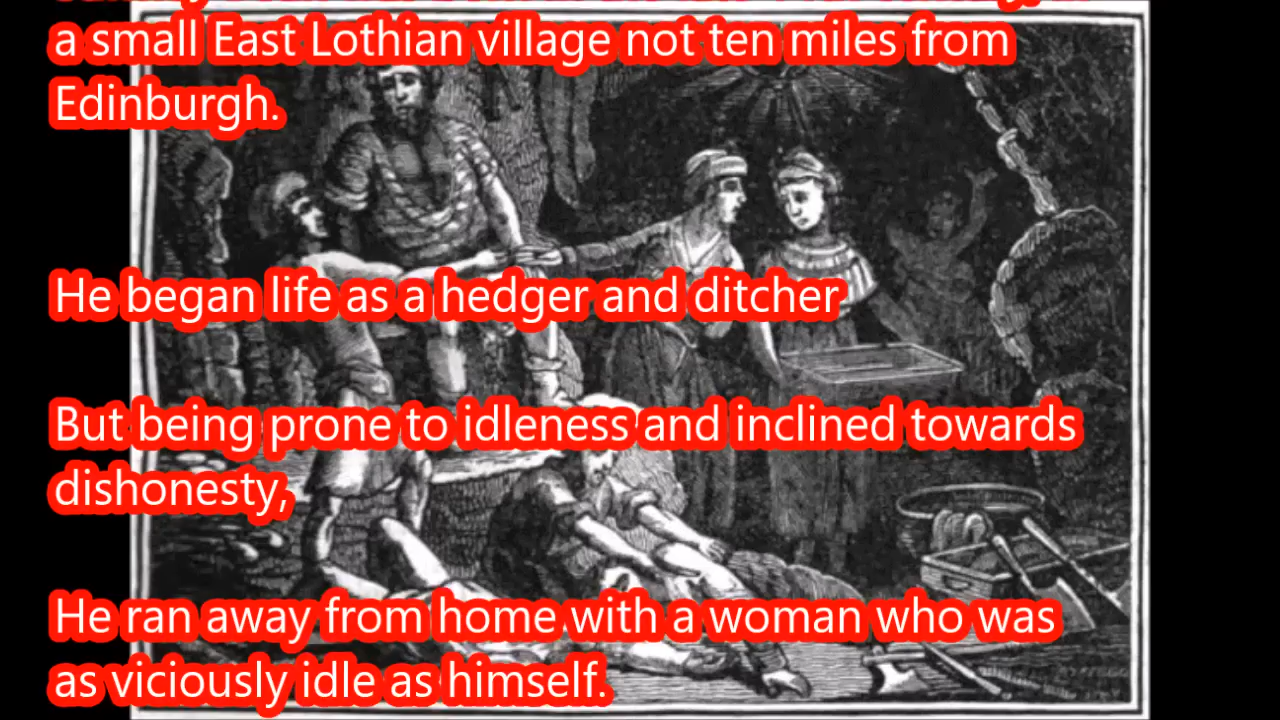 a small East Lothian village not ten miles from
Edinburgh.
He began life as a hedger and ditcher
But being prone to idleness and inclined towards
dishonesty,
He ran away from home with a woman who was
as viciously idle as himself.